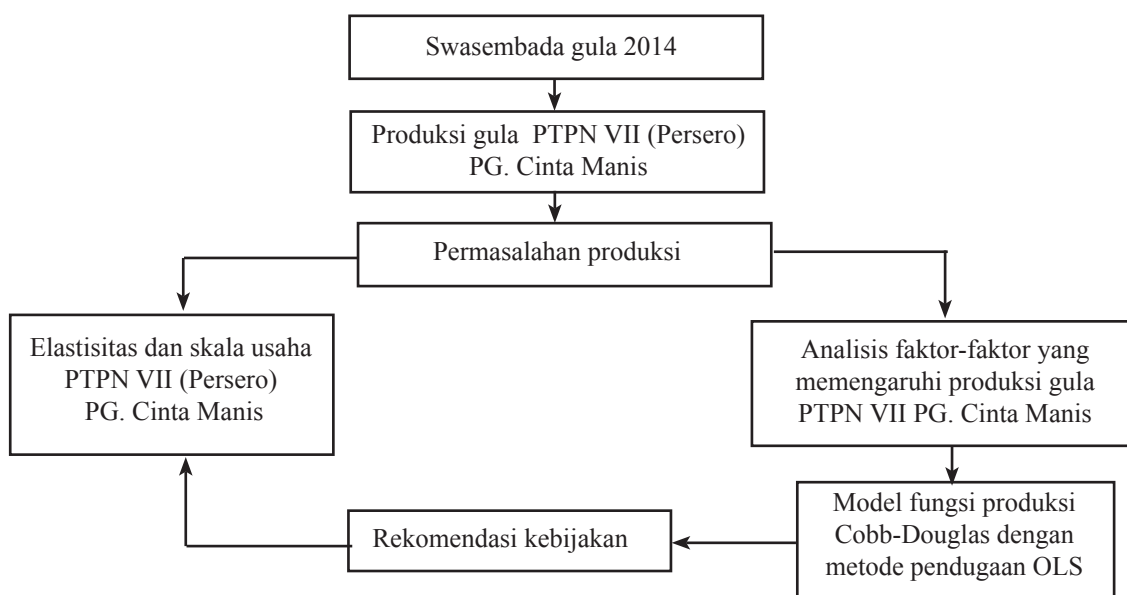 Swasembada gula 2014
Produksi gula PTPN VII (Persero)
PG. Cinta Manis
Permasalahan produksi
Elastisitas dan skala usaha
PTPN VII (Persero)
PG. Cinta Manis
Analisis faktor-faktor yang
memengaruhi produksi gula
PTPN VII PG. Cinta Manis
Model fungsi produksi
Cobb-Douglas dengan
metode pendugaan OLS
Rekomendasi kebijakan